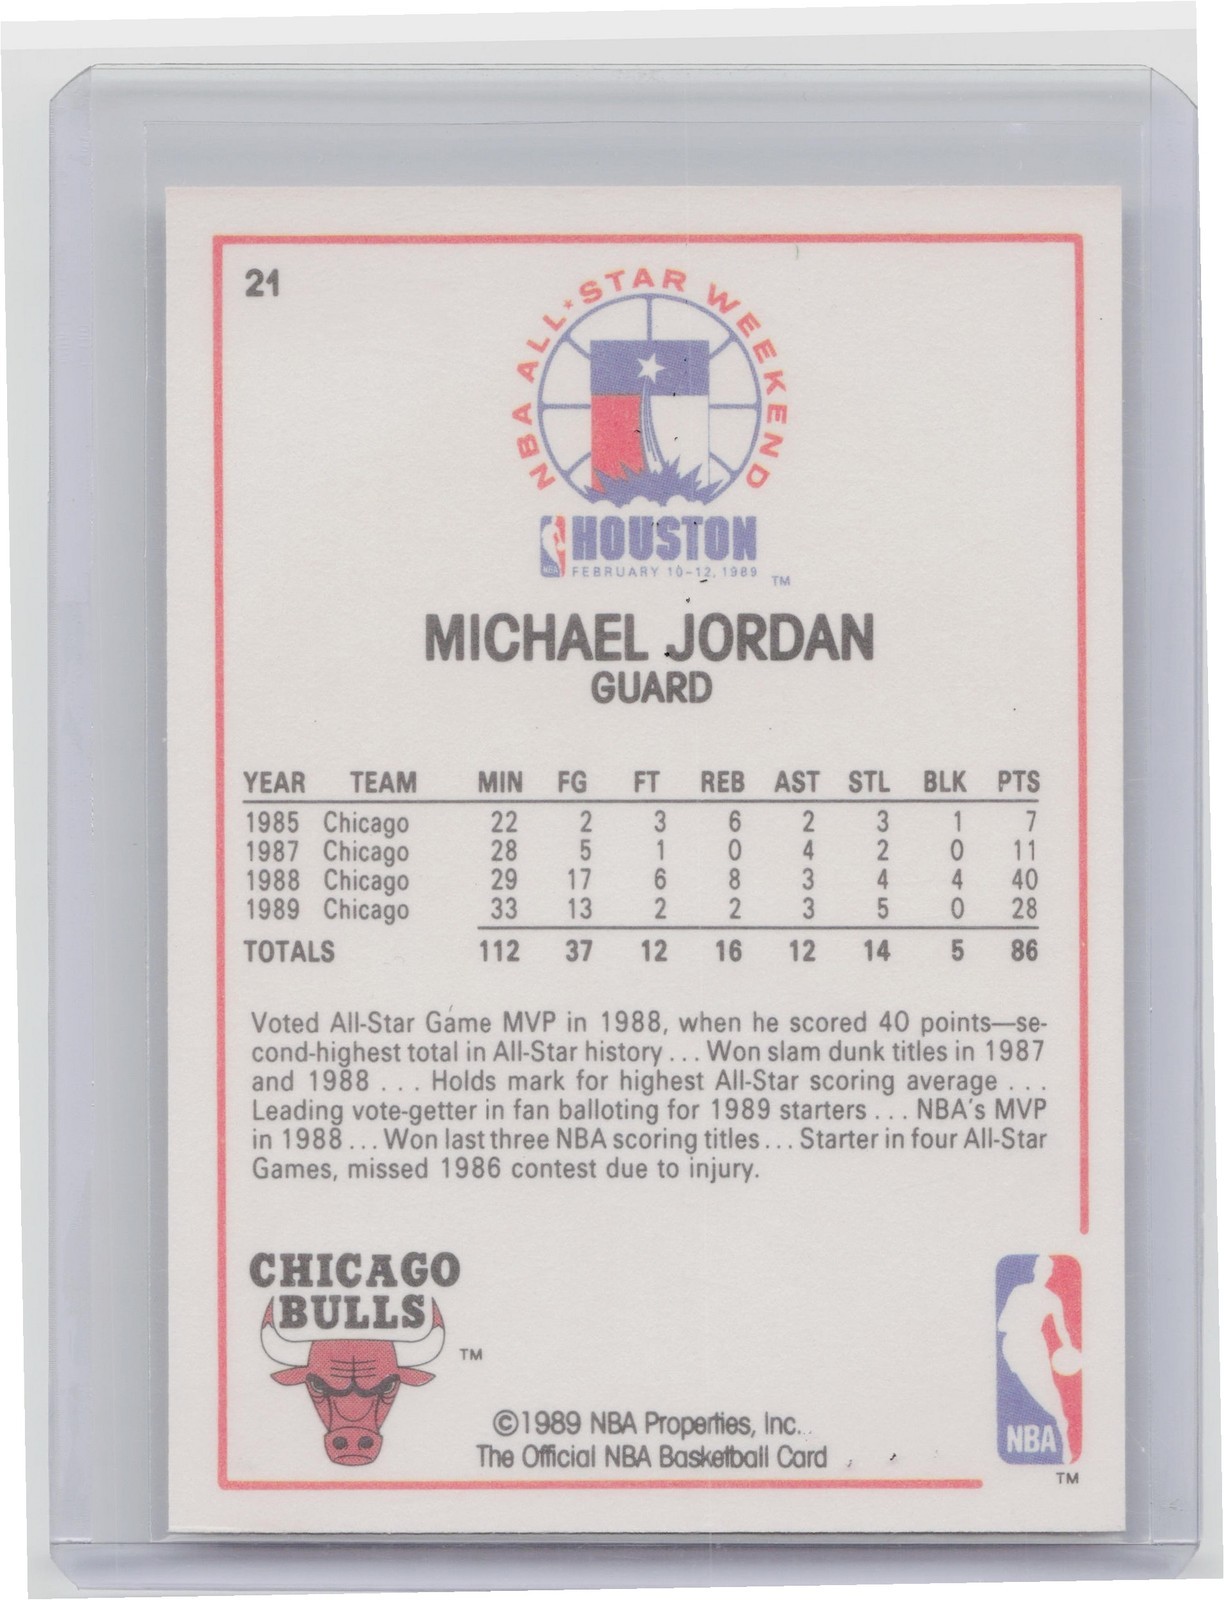 21
NBA ALL★STAR WEEKEND
NBA HOUSTON
FEBRUARY 10-12, 1989 TM
MICHAEL JORDAN
GUARD
YEAR TEAM MIN FG FT REB AST STL BLK PTS
1985 Chicago 22 2 3 6 2 3 1 7
1987 Chicago 28 5 1 0 4 2 0 11
1988 Chicago 29 17 6 8 3 4 4 40
1989 Chicago 33 13 2 2 3 5 0 28
TOTALS 112 37 12 16 12 14 5 86
Voted All-Star Game MVP in 1988, when he scored 40 points—se-
cond-highest total in All-Star history . . . Won slam dunk titles in 1987
and 1988 . . . Holds mark for highest All-Star scoring average . . .
Leading vote-getter in fan balloting for 1989 starters . . . NBA's MVP
in 1988 . . . Won last three NBA scoring titles . . . Starter in four All-Star
Games, missed 1986 contest due to injury.
CHICAGO
BULLS
TM
©1989 NBA Properties, Inc.
The Official NBA Basketball Card
NBA
TM